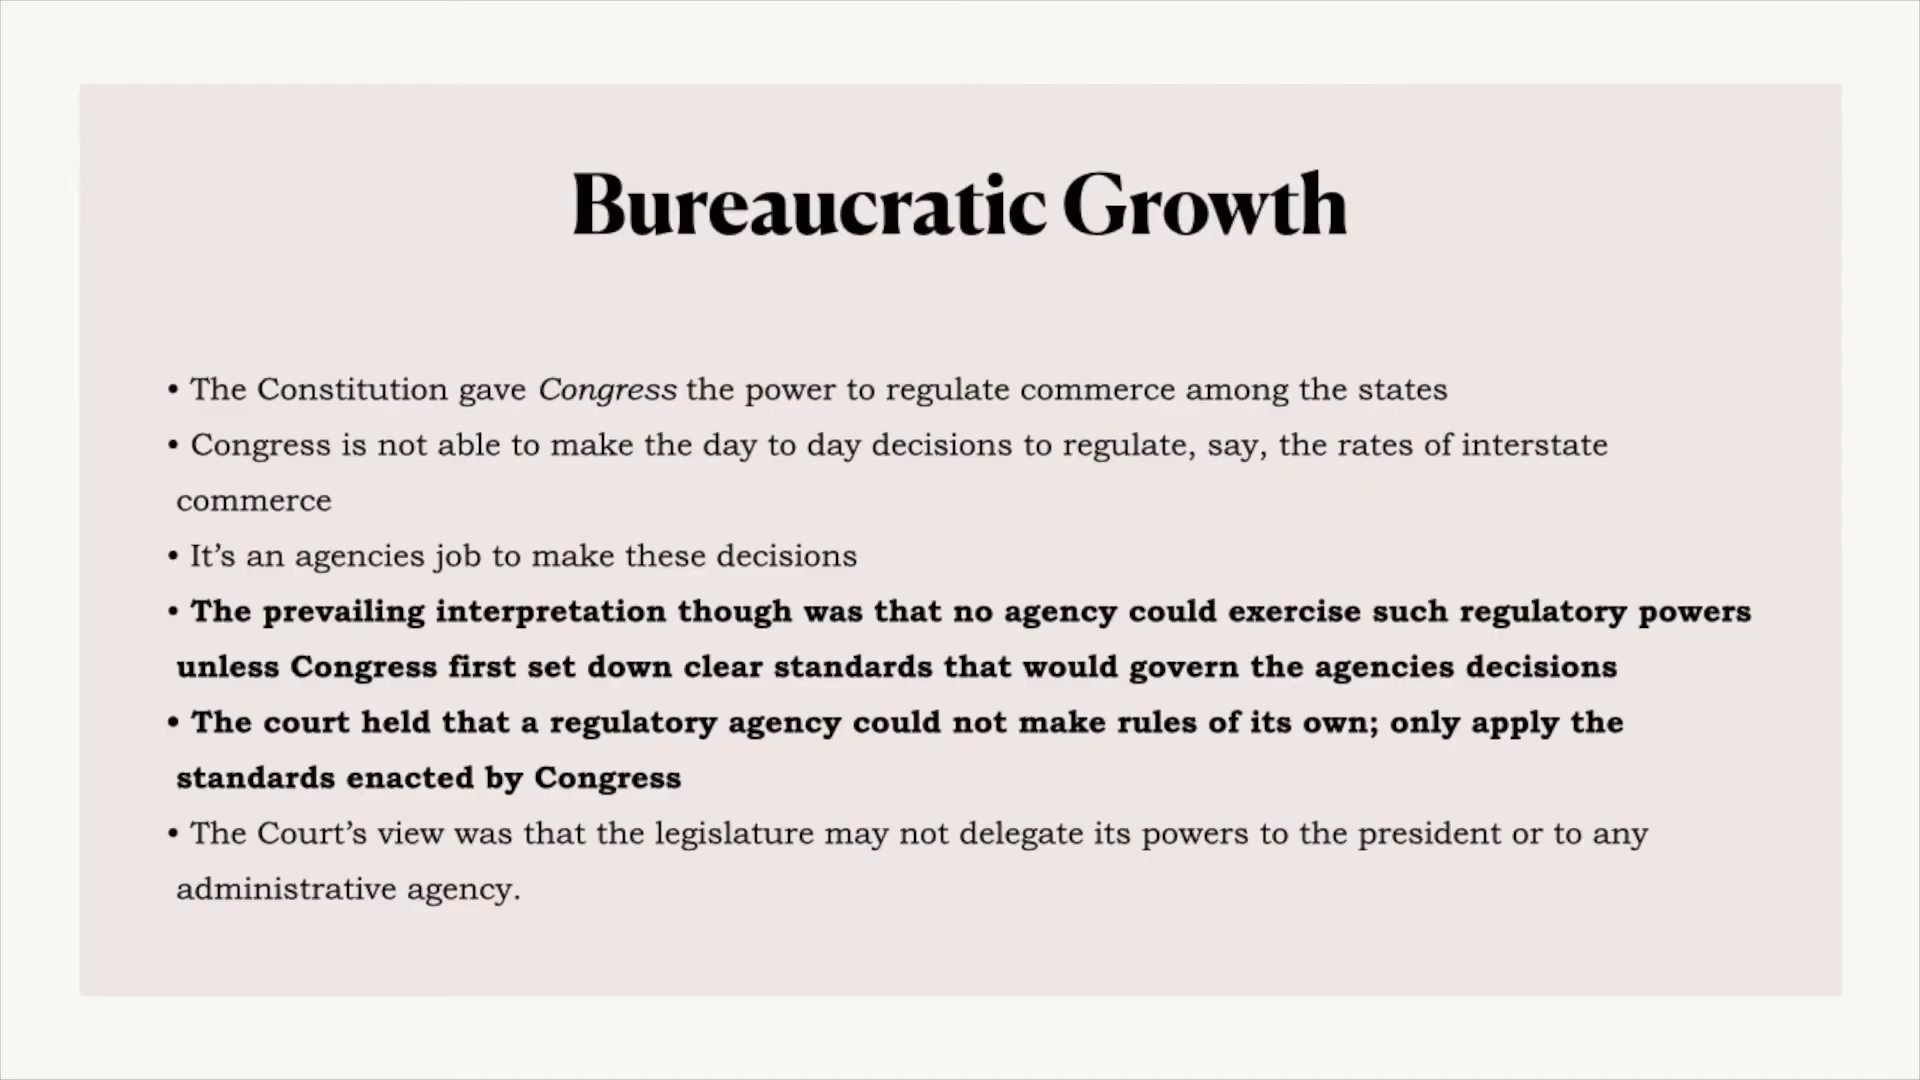 Bureaucratic Growth
• The Constitution gave Congress the power to regulate commerce among the states
• Congress is not able to make the day to day decisions to regulate, say, the rates of interstate
commerce
• It’s an agencies job to make these decisions
• The prevailing interpretation though was that no agency could exercise such regulatory powers
unless Congress first set down clear standards that would govern the agencies decisions
• The court held that a regulatory agency could not make rules of its own; only apply the
standards enacted by Congress
• The Court’s view was that the legislature may not delegate its powers to the president or to any
administrative agency.